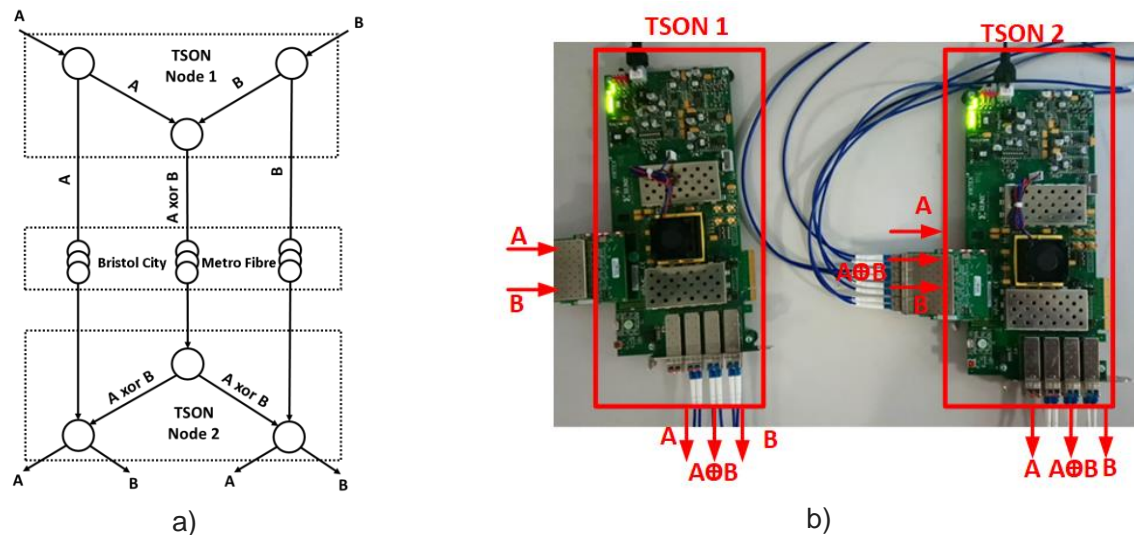 A
B
TSON
Node 1
A
B
A
A xor B
B
Bristol City
Metro Fibre
A xor B
A xor B
TSON
Node 2
A
B
A
B
a)
TSON 1
TSON 2
A
B
A
A⊕B
B
A
A⊕B
B
A
A⊕B
B
b)